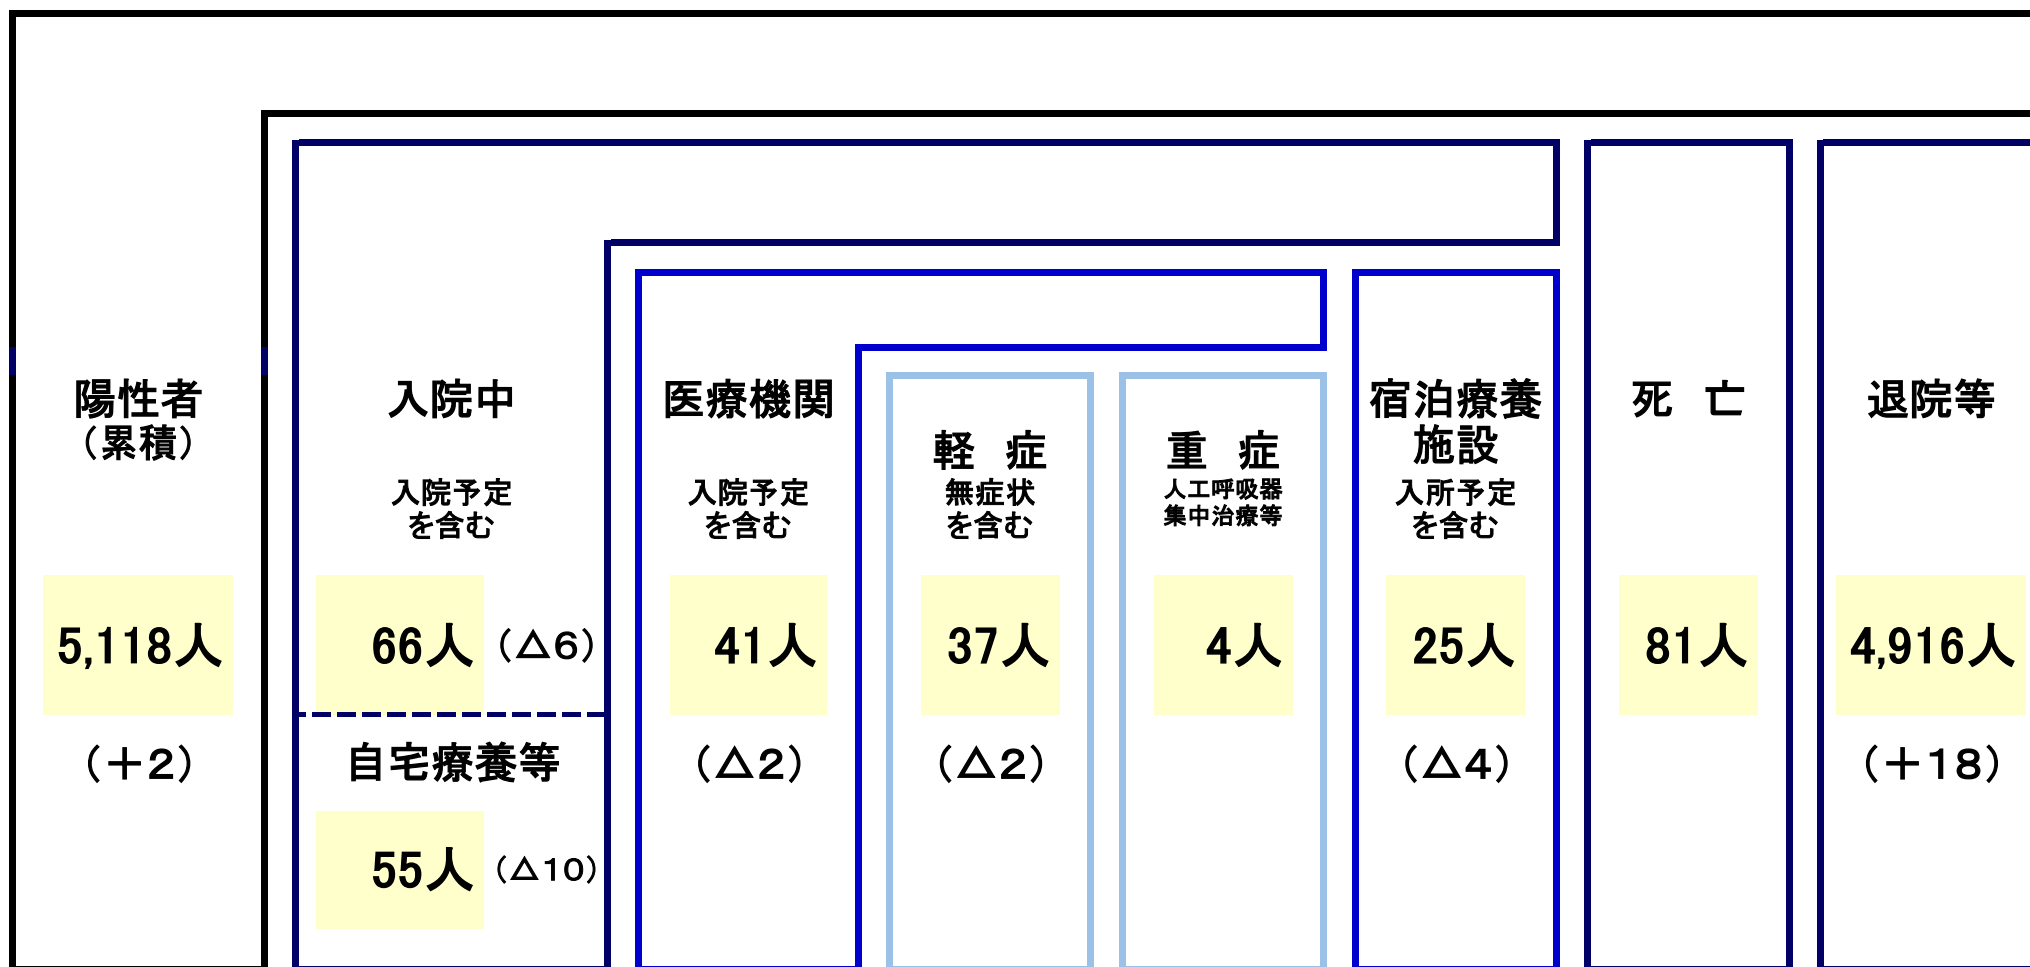 陽性者
（累積）
5,118人
（＋2）
入院中
入院予定
を含む
66人 （△6）
自宅療養等
55人 （△10）
医療機関
入院予定
を含む
41人
（△2）
軽　症
無症状
を含む
37人
（△2）
重　症
人工呼吸器
集中治療等
4人
宿泊療養
施設
入所予定
を含む
25人
（△4）
死　亡
81人
退院等
4,916人
（＋18）